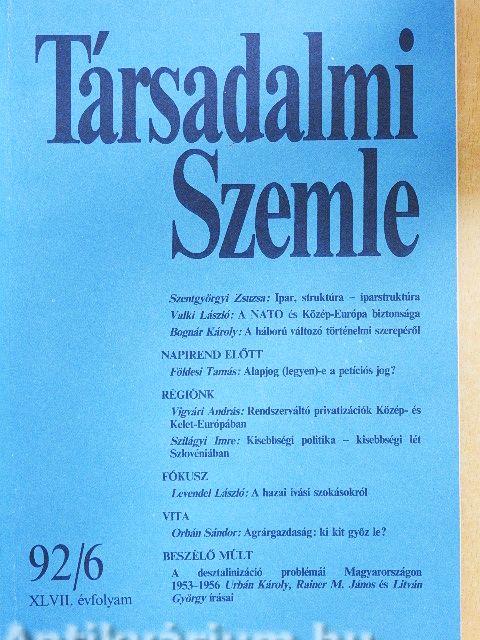 Társadalmi
Szemle
Szentgyörgyi Zsuzsa: Ipar, struktúra – iparstruktúra
Valki László: A NATO és Közép-Európa biztonsága
Bognár Károly: A háború változó történelmi szerepéről
NAPIREND ELŐTT
Földesi Tamás: Alapjog (legyen)-e a petíciós jog?
RÉGIÓNK
Vigvári András: Rendszerváltó privatizációk Közép- és
Kelet-Európában
Szilágyi Imre: Kisebbségi politika – kisebbségi lét
Szlovéniában
FÓKUSZ
Levendel László: A hazai ivási szokásokról
VITA
Orbán Sándor: Agrárgazdaság: ki kit győz le?
BESZÉLŐ MÚLT
A desztalinizáció problémái Magyarországon
1953–1956 Urbán Károly, Rainer M. János és Litván
György írásai
92/6
XLVII. évfolyam
Antikvárium.hu